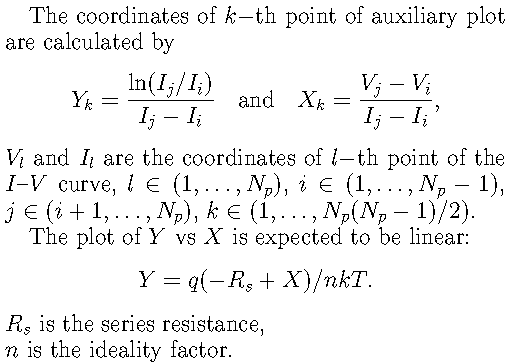 The coordinates of k−th point of auxiliary plot
are calculated by
Y_k = ln(I_j/I_i) / (I_j − I_i) and X_k = (V_j − V_i) / (I_j − I_i),
V_l and I_l are the coordinates of l−th point of the
I–V curve, l ∈ (1, . . . , N_p), i ∈ (1, . . . , N_p − 1),
j ∈ (i + 1, . . . , N_p), k ∈ (1, . . . , N_p(N_p − 1)/2).
The plot of Y vs X is expected to be linear:
Y = q(−R_s + X)/nkT.
R_s is the series resistance,
n is the ideality factor.